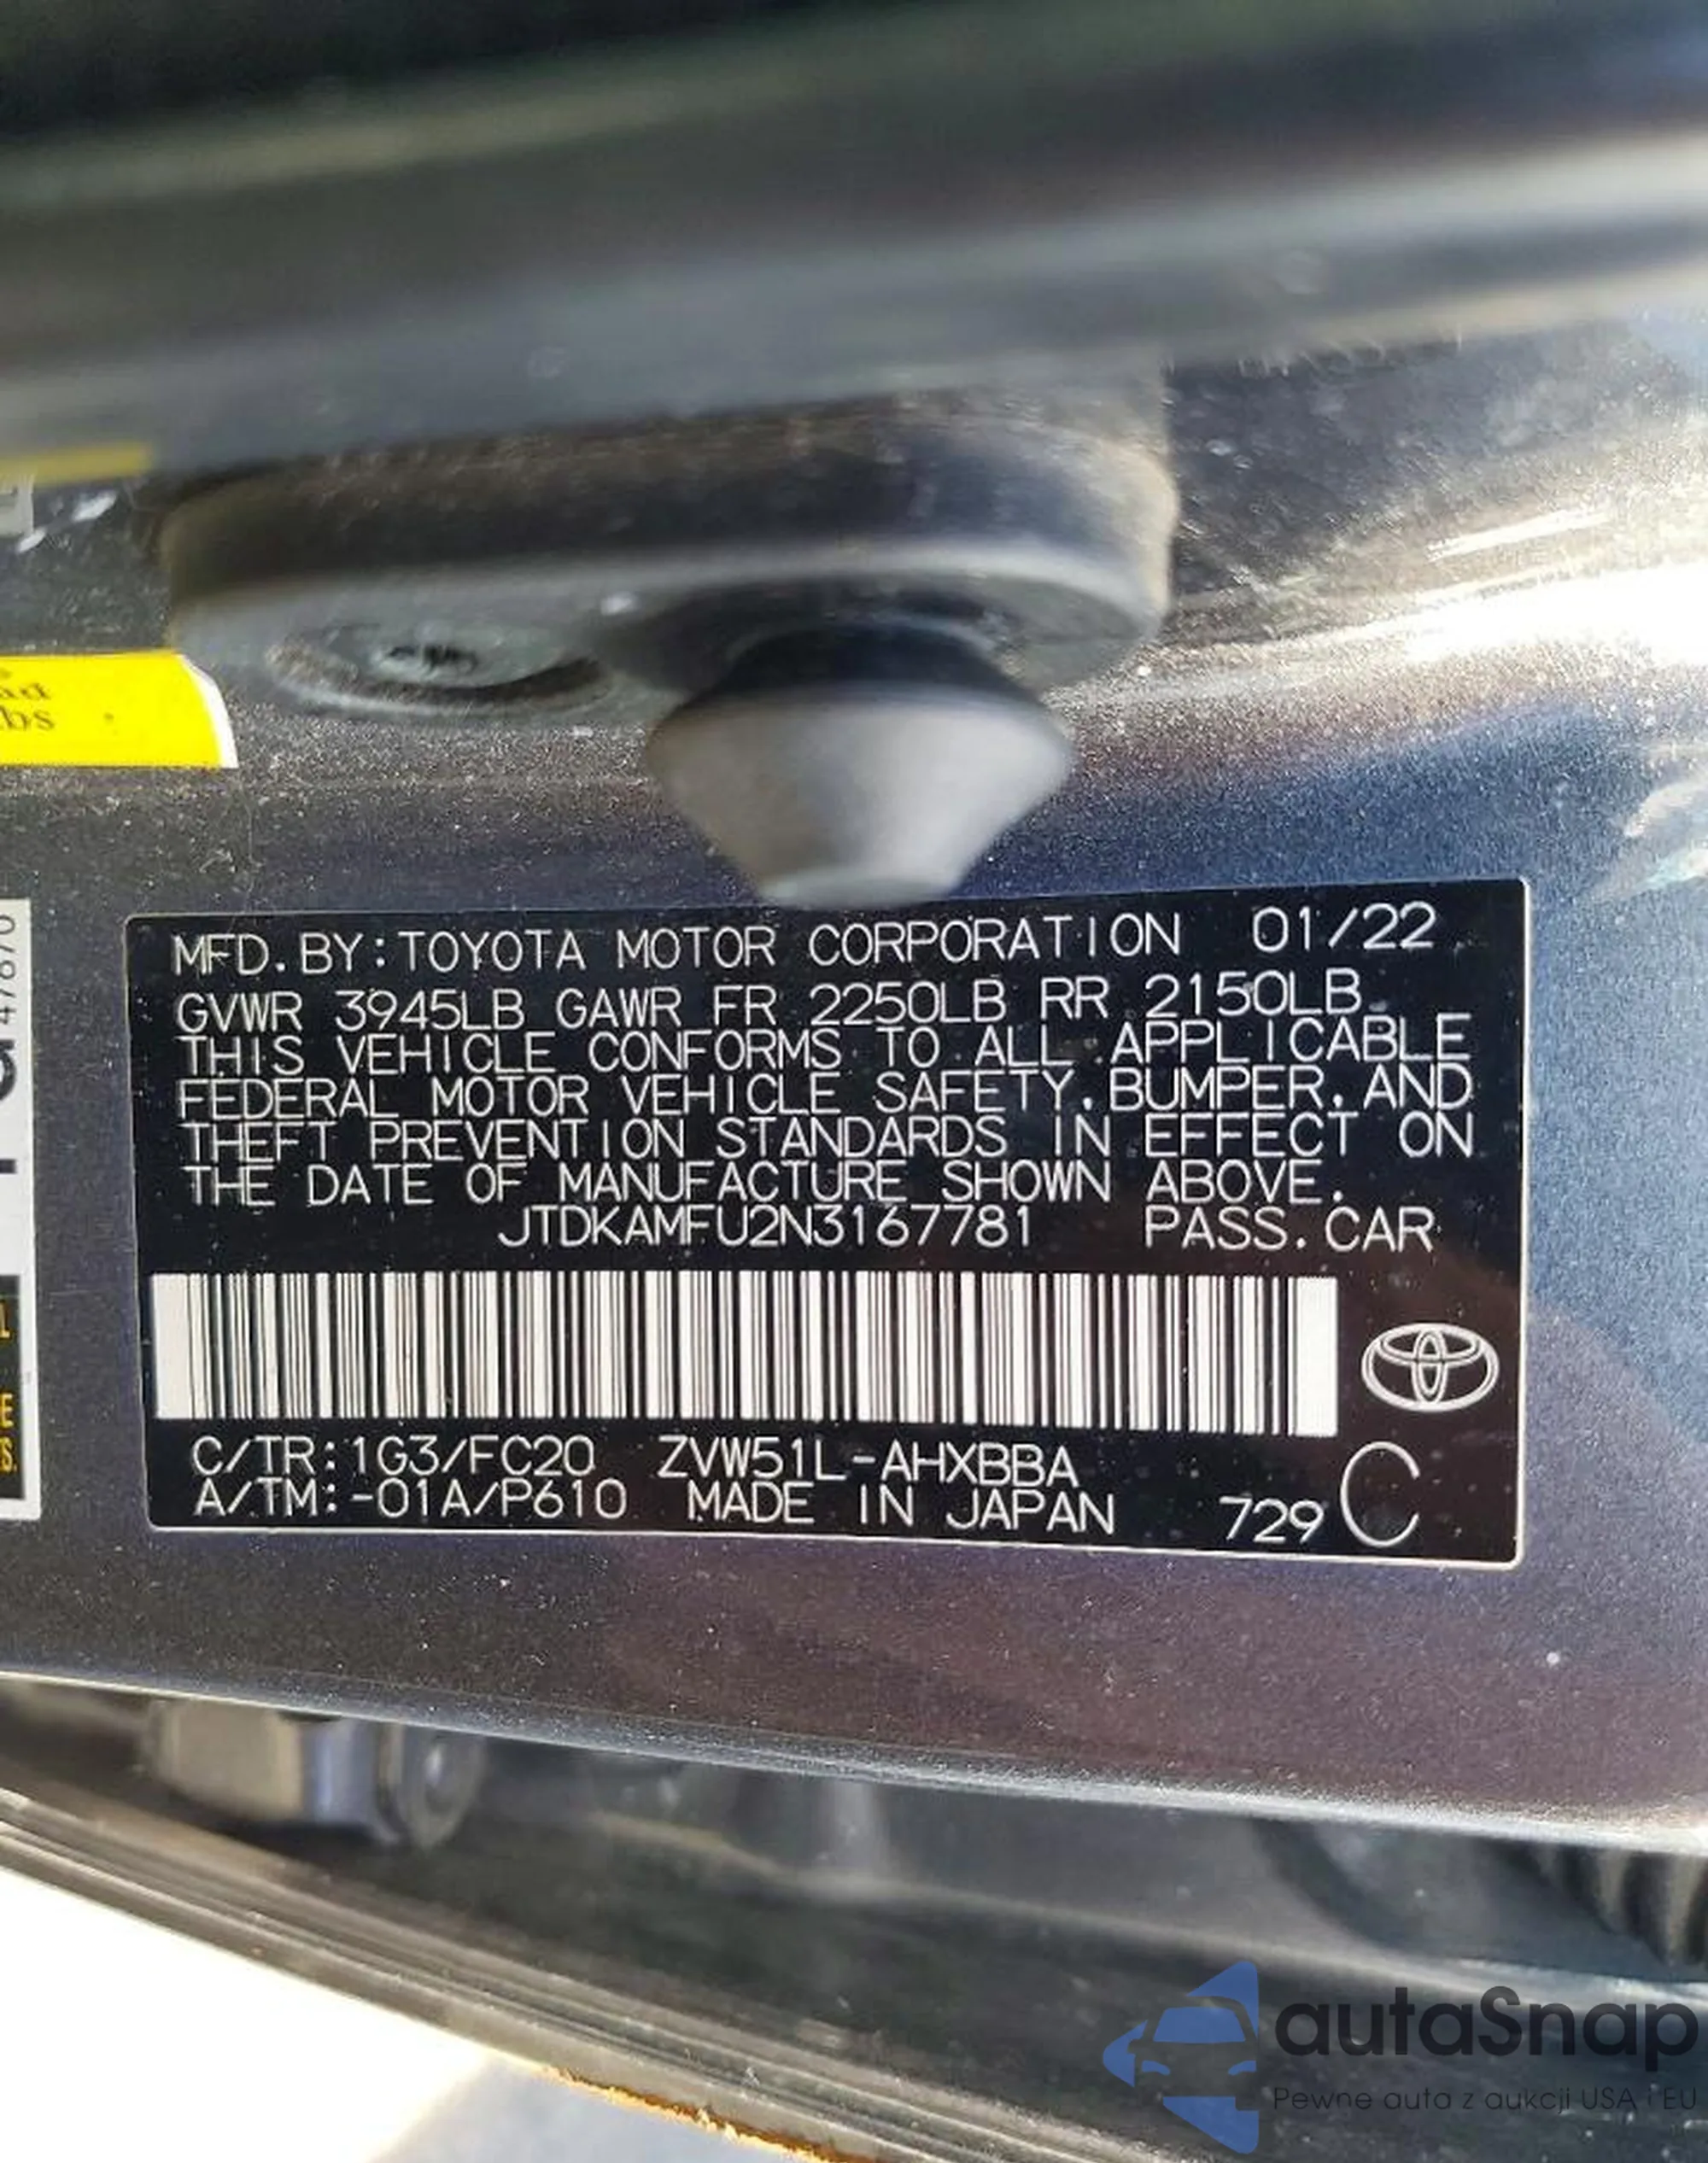 ad
bs
MFD. BY: TOYOTA MOTOR CORPORATION 01/22
GVWR 3945LB GAWR FR 2250LB RR 2150LB
THIS VEHICLE CONFORMS TO ALL APPLICABLE
FEDERAL MOTOR VEHICLE SAFETY, BUMPER, AND
THEFT PREVENTION STANDARDS IN EFFECT ON
THE DATE OF MANUFACTURE SHOWN ABOVE.
JTDKAMFU2N3167781 PASS. CAR
C/TR: 1G3/FC20 ZVW51L-AHXBBA
A/TM: -01A/P610 MADE IN JAPAN 729 C
autaSnap
Pewne auta z aukcji USA i EU